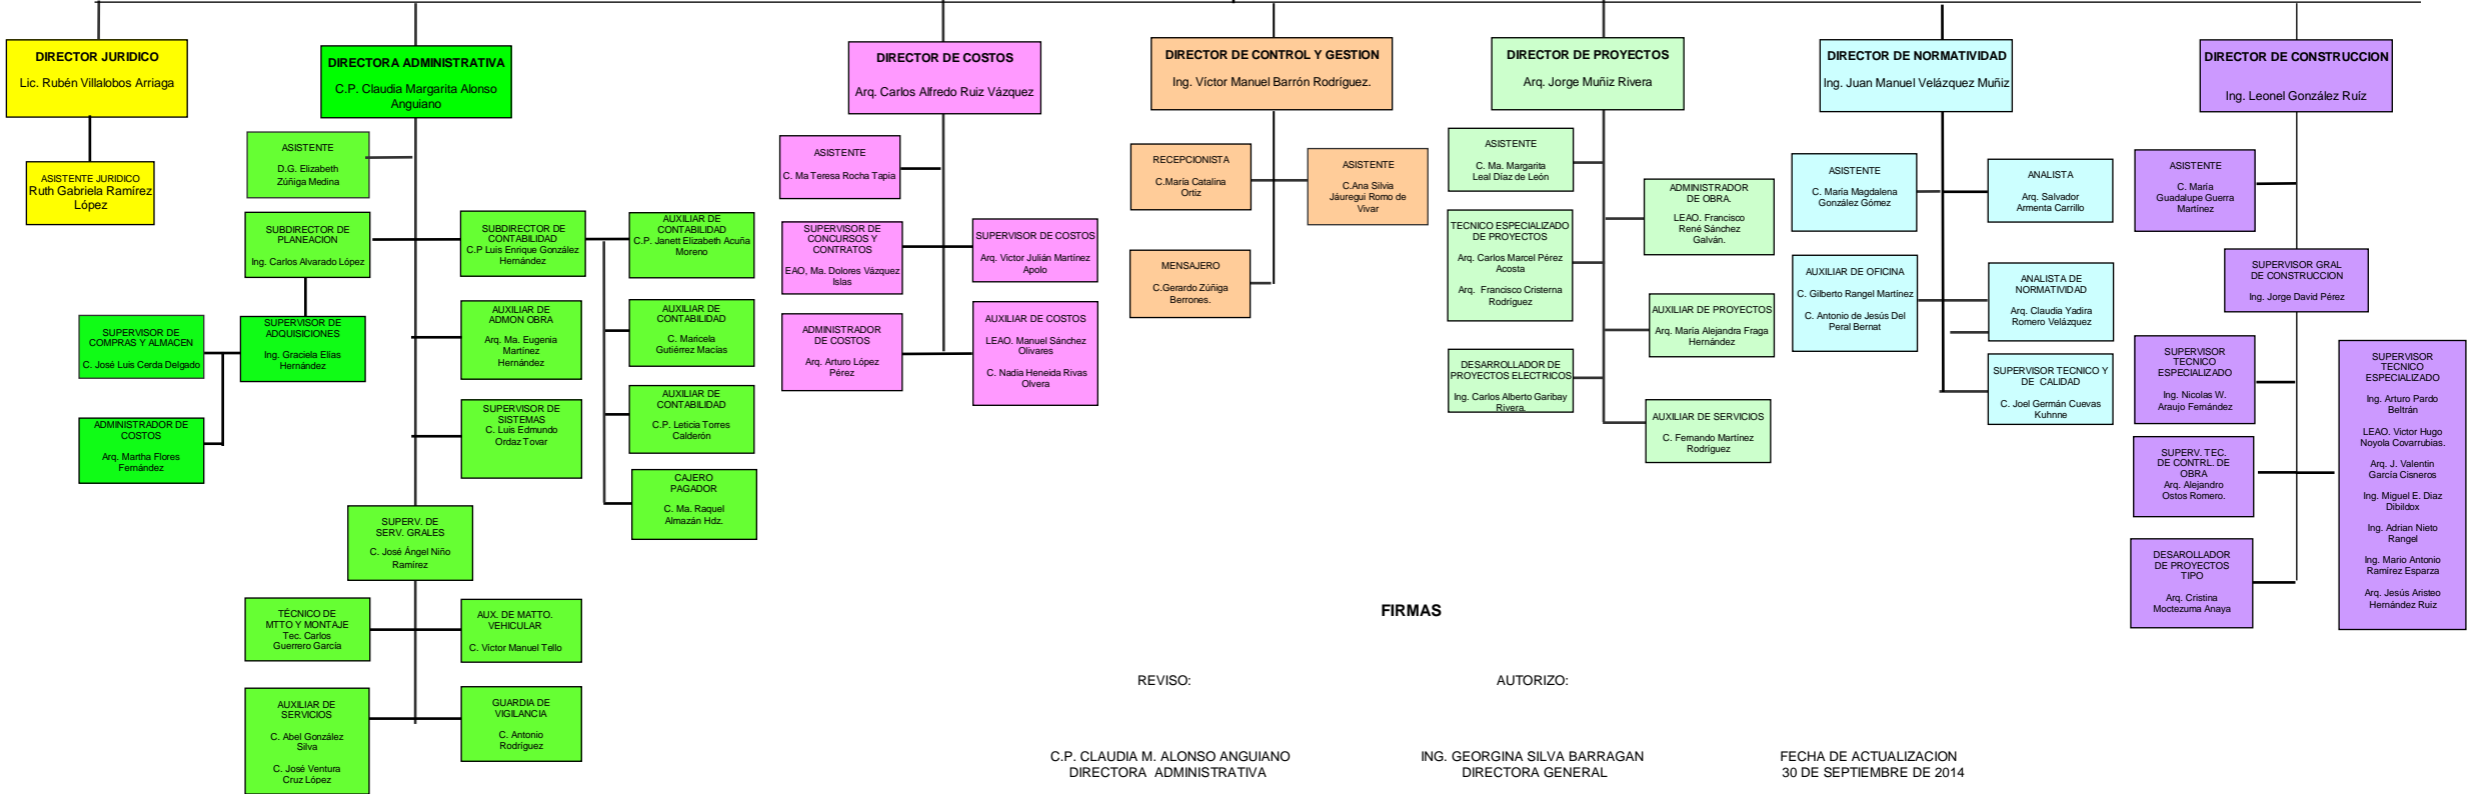 DIRECTOR JURIDICO
Lic. Rubén Villalobos Arriaga
ASISTENTE JURIDICO
Ruth Gabriela Ramírez
López
DIRECTORA ADMINISTRATIVA
C.P. Claudia Margarita Alonso
Anguiano
ASISTENTE
D.G. Elizabeth
Zúñiga Medina
SUBDIRECTOR DE
PLANEACION
Ing. Carlos Alvarado López
SUBDIRECTOR DE
CONTABILIDAD
C.P Luis Enrique González
Hernández
AUXILIAR DE
CONTABILIDAD
C.P. Janett Elizabeth Acuña
Moreno
SUPERVISOR DE
COMPRAS Y ALMACEN
C. José Luis Cerda Delgado
SUPERVISOR DE
ADQUISICIONES
Ing. Graciela Elías
Hernández
AUXILIAR DE
ADMON OBRA
Arq. Ma. Eugenia
Martínez
Hernández
AUXILIAR DE
CONTABILIDAD
C. Maricela
Gutiérrez Macías
ADMINISTRADOR DE
COSTOS
Arq. Martha Flores
Fernández
SUPERVISOR DE
SISTEMAS
C. Luis Edmundo
Ordaz Tovar
AUXILIAR DE
CONTABILIDAD
C.P. Leticia Torres
Calderón
CAJERO
PAGADOR
C. Ma. Raquel
Almazán Hdz.
SUPERV. DE
SERV. GRALES
C. José Ángel Niño
Ramírez
TÉCNICO DE
MTTO Y MONTAJE
Tec. Carlos
Guerrero García
AUX. DE MATTO.
VEHICULAR
C. Víctor Manuel Tello
AUXILIAR DE
SERVICIOS
C. Abel González
Silva
C. José Ventura
Cruz López
GUARDIA DE
VIGILANCIA
C. Antonio
Rodríguez
DIRECTOR DE COSTOS
Arq. Carlos Alfredo Ruiz Vázquez
ASISTENTE
C. Ma Teresa Rocha Tapia
SUPERVISOR DE
CONCURSOS Y
CONTRATOS
EAO, Ma. Dolores Vázquez
Islas
SUPERVISOR DE COSTOS
Arq. Victor Julián Martínez
Apolo
ADMINISTRADOR
DE COSTOS
Arq. Arturo López
Pérez
AUXILIAR DE COSTOS
LEAO. Manuel Sánchez
Olivares
C. Nadia Heneida Rivas
Olvera
DIRECTOR DE CONTROL Y GESTION
Ing. Víctor Manuel Barrón Rodríguez.
RECEPCIONISTA
C.María Catalina
Ortiz
ASISTENTE
C.Ana Silvia
Jáuregui Romo de
Vivar
MENSAJERO
C.Gerardo Zúñiga
Berrones.
DIRECTOR DE PROYECTOS
Arq. Jorge Muñiz Rivera
ASISTENTE
C. Ma. Margarita
Leal Díaz de León
ADMINISTRADOR
DE OBRA.
LEAO. Francisco
René Sánchez
Galván.
TECNICO ESPECIALIZADO
DE PROYECTOS
Arq. Carlos Marcel Pérez
Acosta
Arq. Francisco Cristerna
Rodríguez
AUXILIAR DE PROYECTOS
Arq. María Alejandra Fraga
Hernández
DESARROLLADOR DE
PROYECTOS ELECTRICOS
Ing. Carlos Alberto Garibay
Rivera.
AUXILIAR DE SERVICIOS
C. Fernando Martínez
Rodríguez
DIRECTOR DE NORMATIVIDAD
Ing. Juan Manuel Velázquez Muñiz
ASISTENTE
C. María Magdalena
González Gómez
ANALISTA
Arq. Salvador
Armenta Carrillo
AUXILIAR DE OFICINA
C. Gilberto Rangel Martínez
C. Antonio de Jesús Del
Peral Bernat
ANALISTA DE
NORMATIVIDAD
Arq. Claudia Yadira
Romero Velázquez
SUPERVISOR TECNICO Y
DE CALIDAD
C. Joel Germán Cuevas
Kuhnne
DIRECTOR DE CONSTRUCCION
Ing. Leonel González Ruíz
ASISTENTE
C. María
Guadalupe Guerra
Martínez
SUPERVISOR GRAL
DE CONSTRUCCION
Ing. Jorge David Pérez
SUPERVISOR
TECNICO
ESPECIALIZADO
Ing. Nicolas W.
Araujo Fernández
SUPERV. TEC.
DE CONTRL. DE
OBRA
Arq. Alejandro
Ostos Romero.
DESAROLLADOR
DE PROYECTOS
TIPO
Arq. Cristina
Moctezuma Anaya
SUPERVISOR
TECNICO
ESPECIALIZADO
Ing. Arturo Pardo
Beltrán
LEAO. Victor Hugo
Noyola Covarrubias.
Arq. J. Valentin
García Cisneros
Ing. Miguel E. Diaz
Dibildox
Ing. Adrian Nieto
Rangel
Ing. Mario Antonio
Ramírez Esparza
Arq. Jesús Aristeo
Hernández Ruiz
FIRMAS
REVISO:
AUTORIZO:
C.P. CLAUDIA M. ALONSO ANGUIANO
DIRECTORA ADMINISTRATIVA
ING. GEORGINA SILVA BARRAGAN
DIRECTORA GENERAL
FECHA DE ACTUALIZACION
30 DE SEPTIEMBRE DE 2014